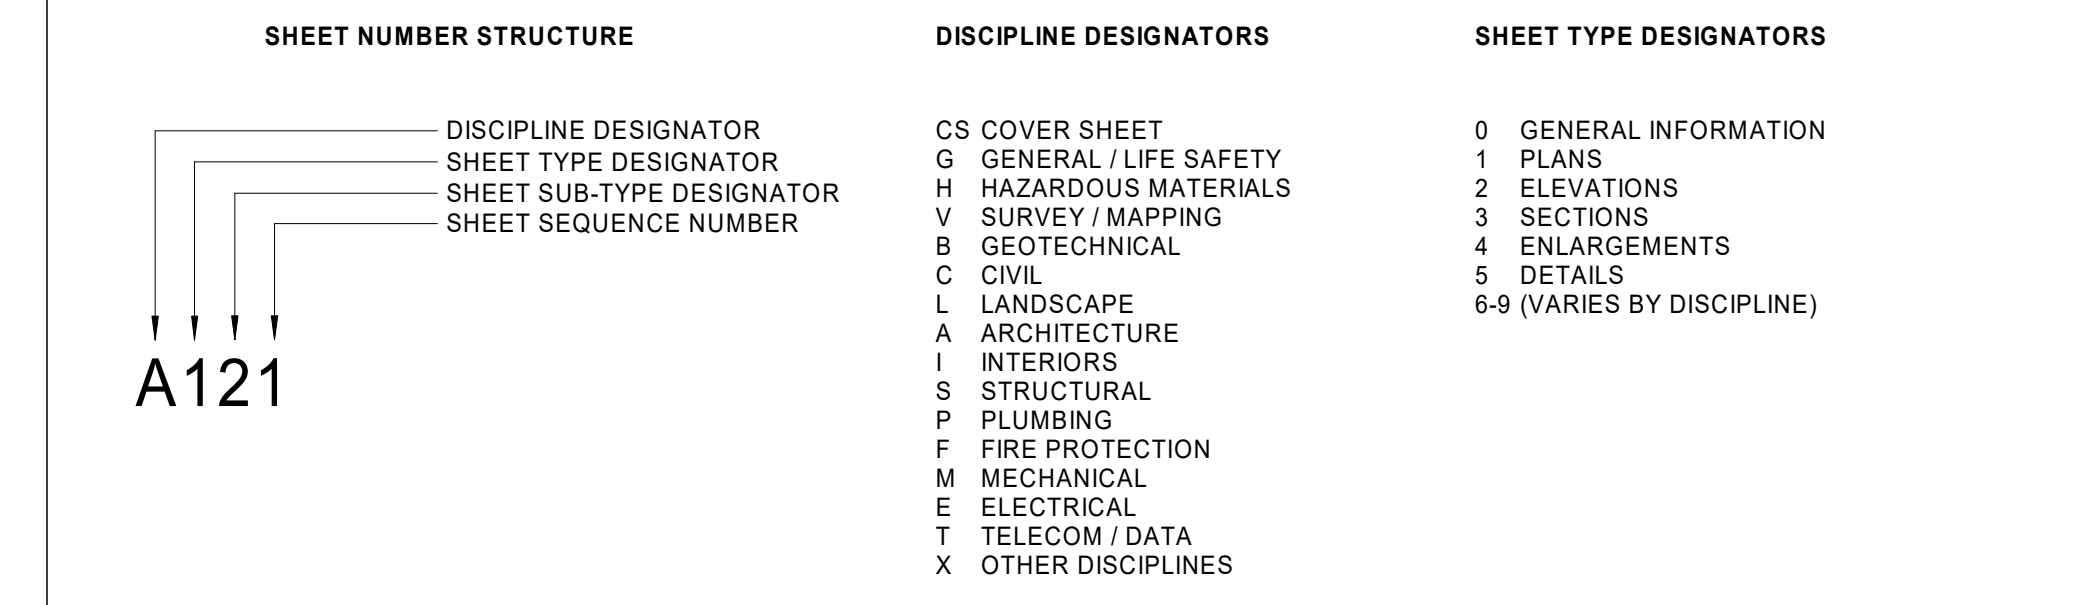 SHEET NUMBER STRUCTURE
DISCIPLINE DESIGNATOR
SHEET TYPE DESIGNATOR
SHEET SUB-TYPE DESIGNATOR
SHEET SEQUENCE NUMBER
A121
DISCIPLINE DESIGNATORS
CS COVER SHEET
G GENERAL / LIFE SAFETY
H HAZARDOUS MATERIALS
V SURVEY / MAPPING
B GEOTECHNICAL
C CIVIL
L LANDSCAPE
A ARCHITECTURE
I INTERIORS
S STRUCTURAL
P PLUMBING
F FIRE PROTECTION
M MECHANICAL
E ELECTRICAL
T TELECOM / DATA
X OTHER DISCIPLINES
SHEET TYPE DESIGNATORS
0 GENERAL INFORMATION
1 PLANS
2 ELEVATIONS
3 SECTIONS
4 ENLARGEMENTS
5 DETAILS
6-9 (VARIES BY DISCIPLINE)